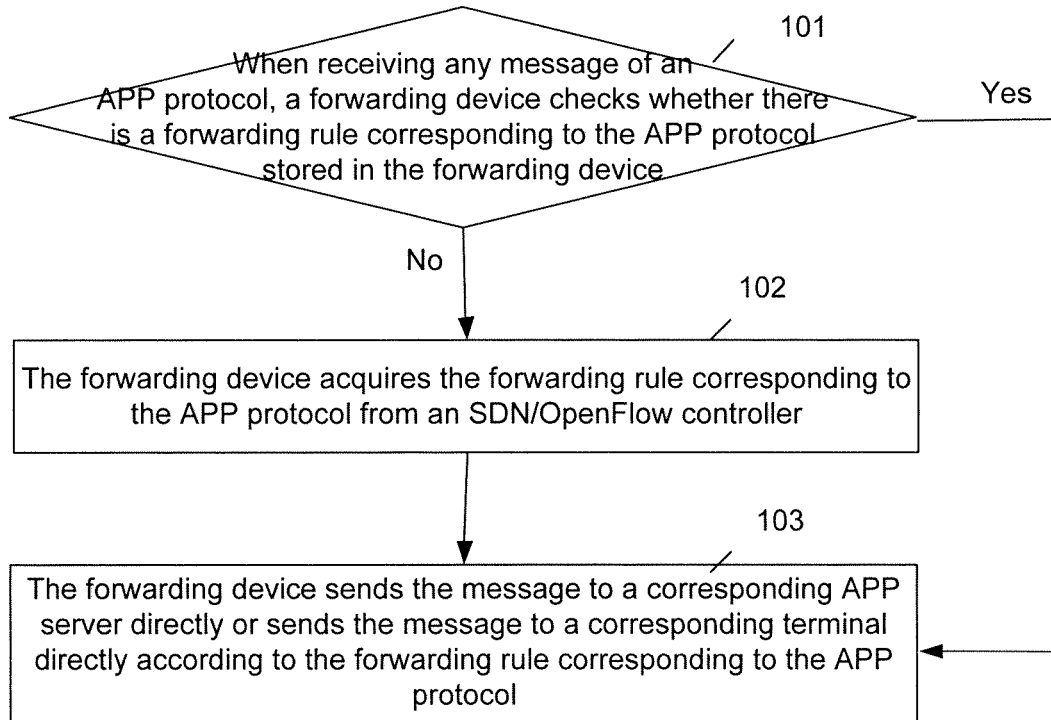 101
When receiving any message of an
APP protocol, a forwarding device checks whether there
is a forwarding rule corresponding to the APP protocol
stored in the forwarding device
Yes
No
102
The forwarding device acquires the forwarding rule corresponding to
the APP protocol from an SDN/OpenFlow controller
103
The forwarding device sends the message to a corresponding APP
server directly or sends the message to a corresponding terminal
directly according to the forwarding rule corresponding to the APP
protocol